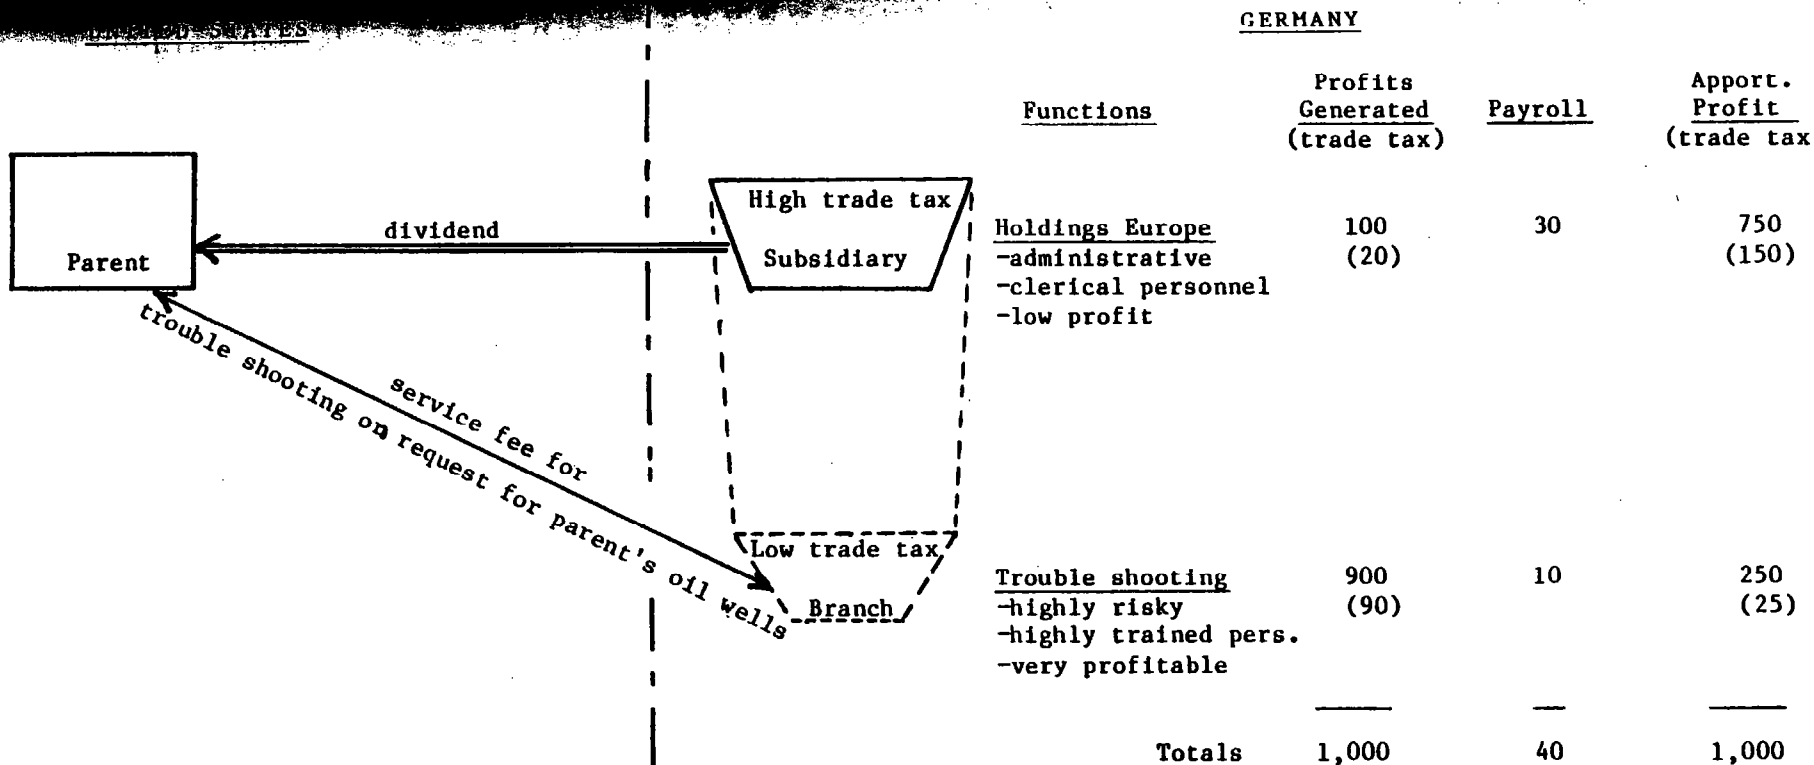 UNITED STATES
GERMANY
Functions
Profits
Generated
(trade tax)
Payroll
Apport.
Profit
(trade tax
Parent
dividend
High trade tax
Subsidiary
Holdings Europe 100 30 750
-administrative (20) (150)
-clerical personnel
-low profit
service fee for
trouble shooting on request for parent's oil wells
Low trade tax
Branch
Trouble shooting 900 10 250
-highly risky (90) (25)
-highly trained pers.
-very profitable
Totals 1,000 40 1,000